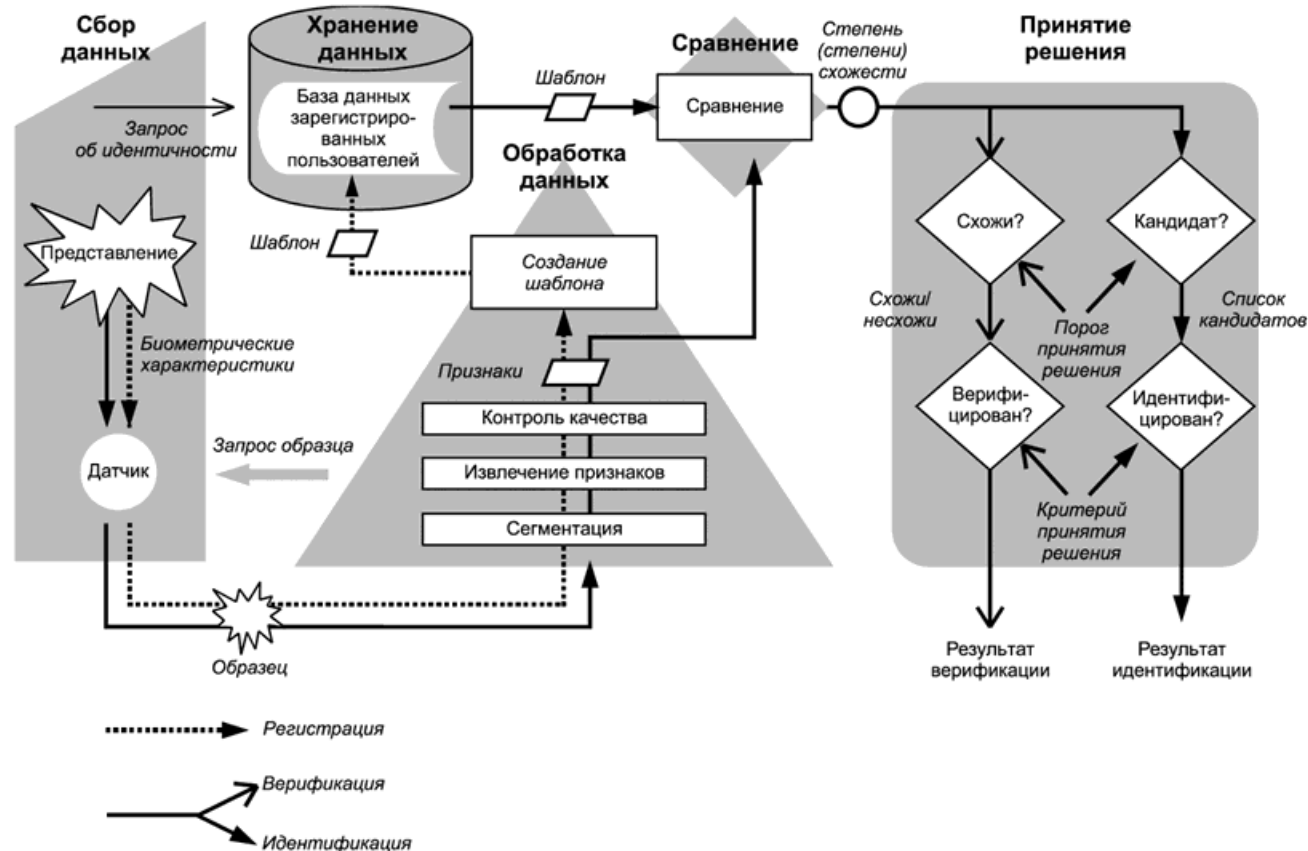 Сбор
данных
Хранение
данных
Сравнение
Степень
(степени)
схожести
Принятие
решения
Запрос
об идентичности
База данных
зарегистриро-
ванных
пользователей
Шаблон
Сравнение
Обработка
данных
Представление
Шаблон
Создание
шаблона
Схожи?
Кандидат?
Биометрические
характеристики
Признаки
Схожи/
несхожи
Порог
принятия
решения
Список
кандидатов
Контроль качества
Верифи-
цирован?
Идентифи-
цирован?
Датчик
Запрос образца
Извлечение признаков
Сегментация
Критерий
принятия
решения
Образец
Результат
верификации
Результат
идентификации
Регистрация
Верификация
Идентификация